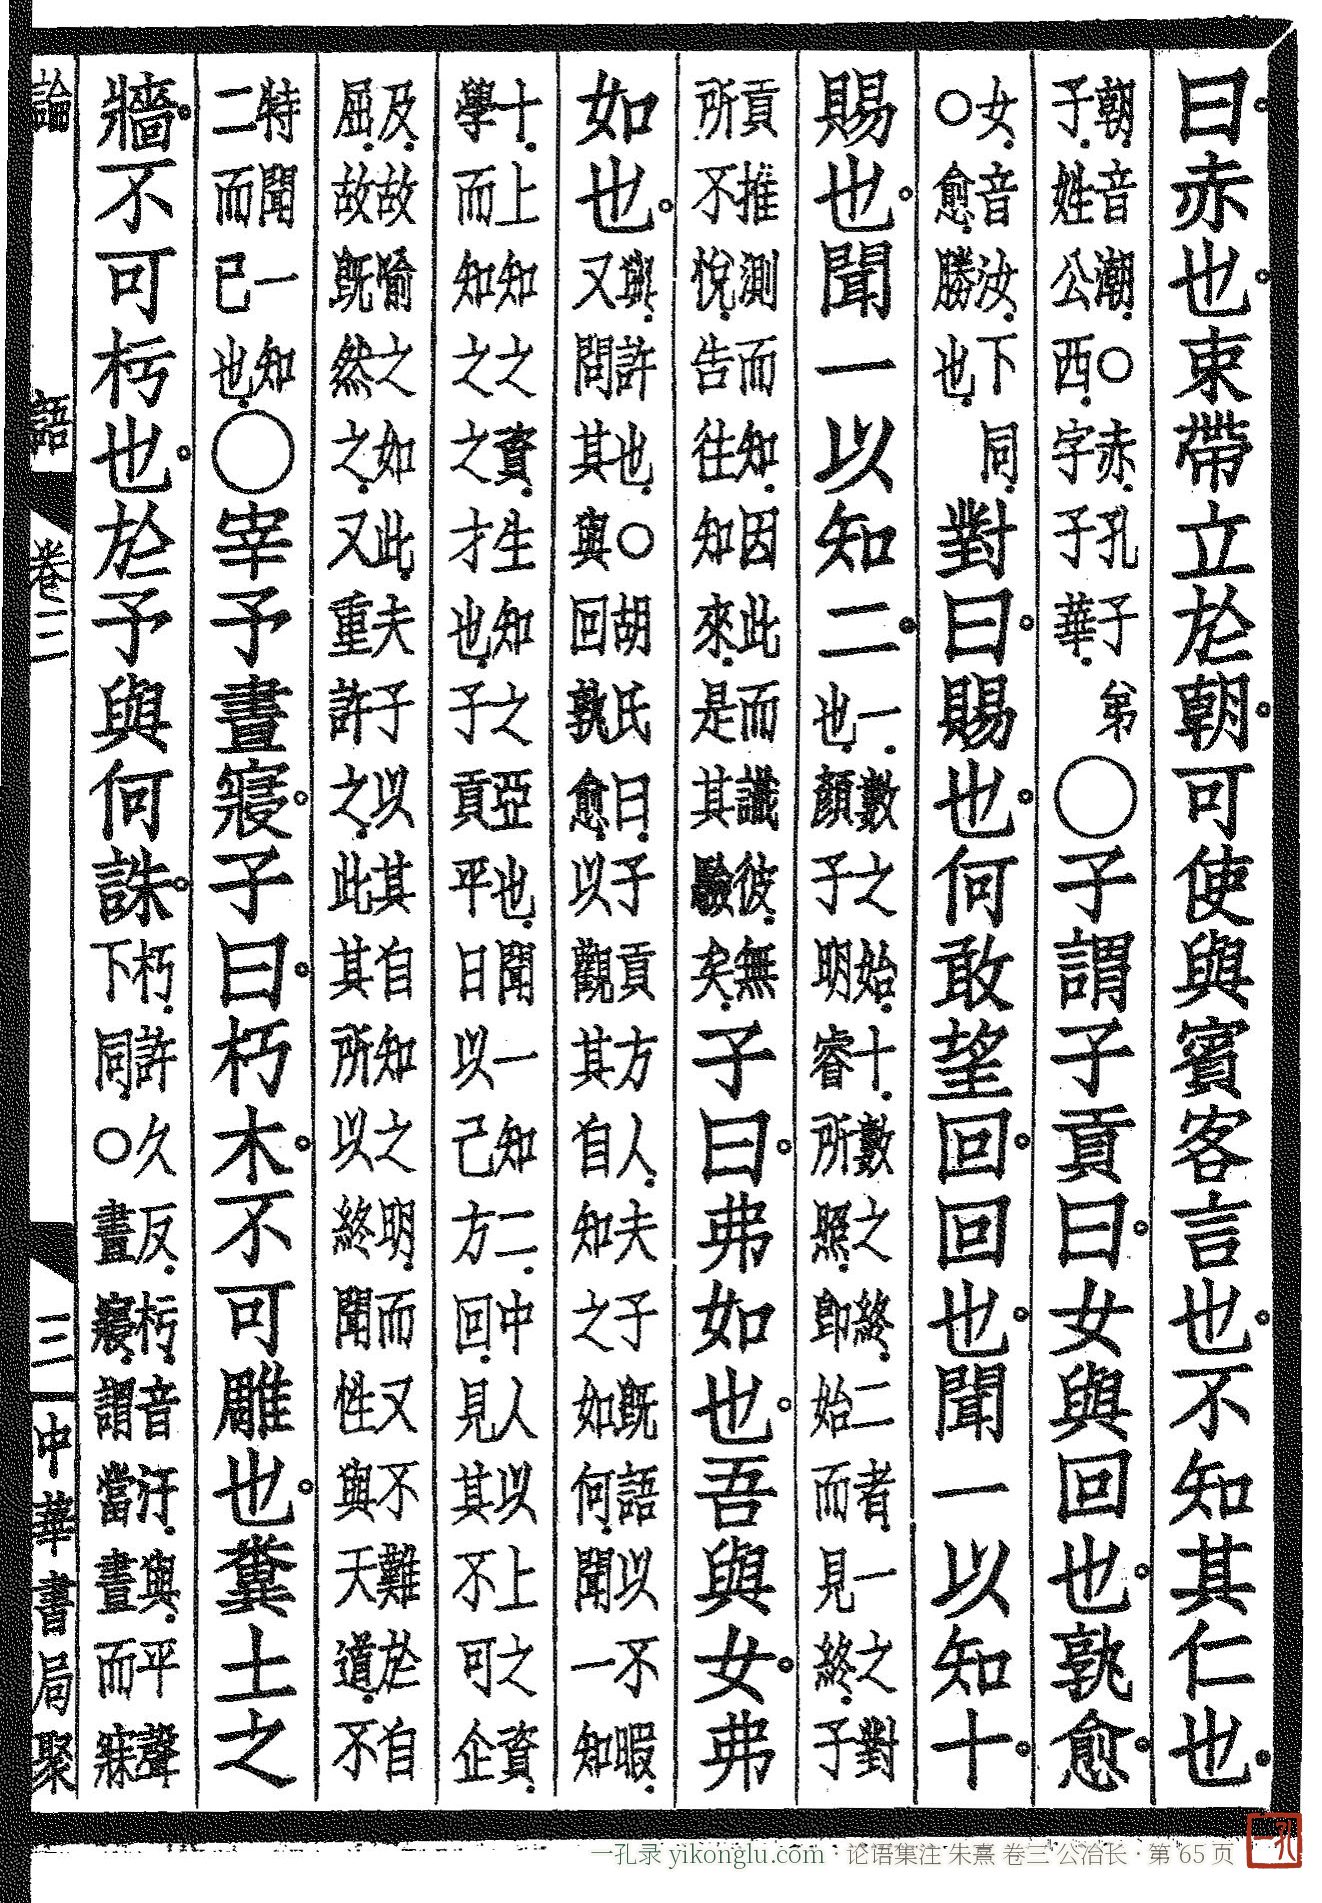 曰赤也束帶立於朝可使與賓客言也不知其仁也
朝音潮○赤孔子弟子姓公西字子華○子謂子貢曰女與回也孰愈
女音汝下同○愈勝也對曰賜也何敢望回回也聞一以知十
賜也聞一以知二一數之始十數之終二者一之對也顏子明睿所照即始而見終子
貢推測而知因此而識彼無所不悅告往知來是其驗矣子曰弗如也吾與女弗
如也與許也○胡氏曰子貢方人夫子既語以不暇又問其與回孰愈以觀其自知之如何聞一知
十上知之資生知之亞也聞一知二中人以上之資學而知之之才也子貢平日以己方回見其不可企
及故喻之如此夫子以其自知之明而又不難於自屈故既然之又重許之此其所以終聞性與天道不
特聞一知二而已也○宰予晝寢子曰朽木不可雕也糞土之
牆不可杇也於予與何誅朽許久反杇音汙與平聲下同○晝寢謂當晝而寐
論語 卷三 三一中華書局聚
一孔录 yikonglu.com · 论语集注 朱熹 卷三 公冶长 · 第 65 页
一孔